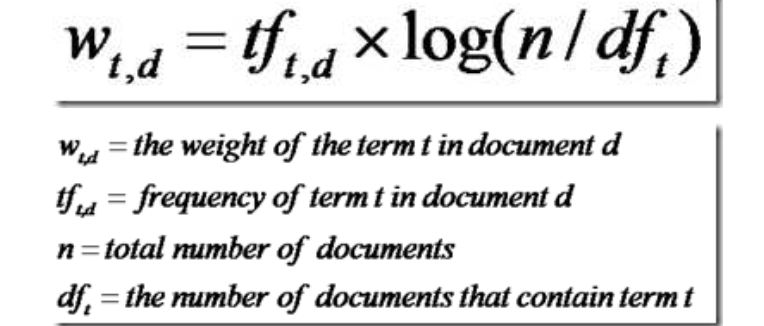 w_{t,d} = tf_{t,d} × log(n / df_t)
w_{t,d} = the weight of the term t in document d
tf_{t,d} = frequency of term t in document d
n = total number of documents
df_t = the number of documents that contain term t